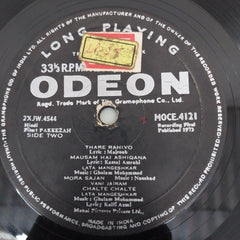 LONG PLAYING
33⅓ R.P.M.
ODEON
Regd. Trade Mark of The Gramophone Co. Ltd.
2XJW.4544
MOCE.4121
Hindi
Recording First
Film: PAKEEZAH
Published 1972
SIDE TWO
THARE RAHIYO
Lyric: Majrooh
MAUSAM HAI ASHIQANA
Lyric: Kamal Amrohi
LATA MANGESHKAR
Music: Ghulam Mohammed
MORA SAJAN
Music: Naushad
VANI JAIRAM
CHALTE CHALTE
LATA MANGESHKAR
Music: Ghulam Mohammed
Lyric: Kaifi Azmi
Mahal Pictures Private Ltd.
MADE IN INDIA